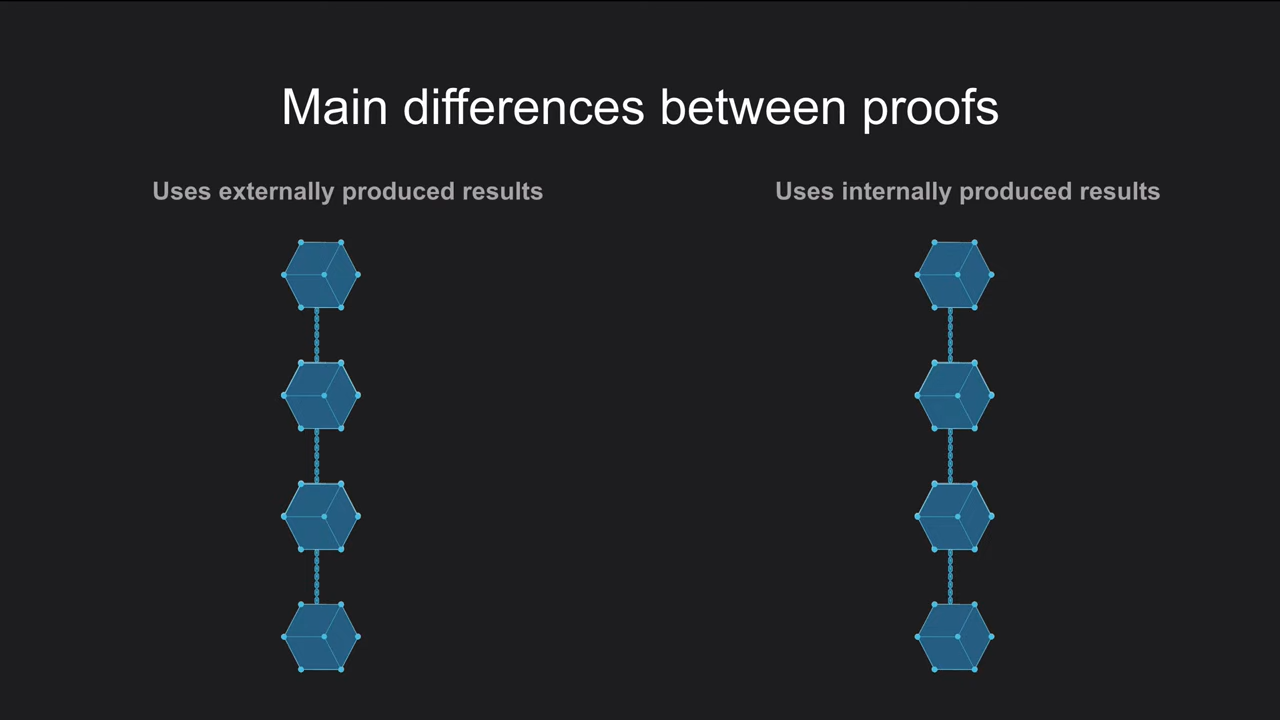 Main differences between proofs
Uses externally produced results
Uses internally produced results